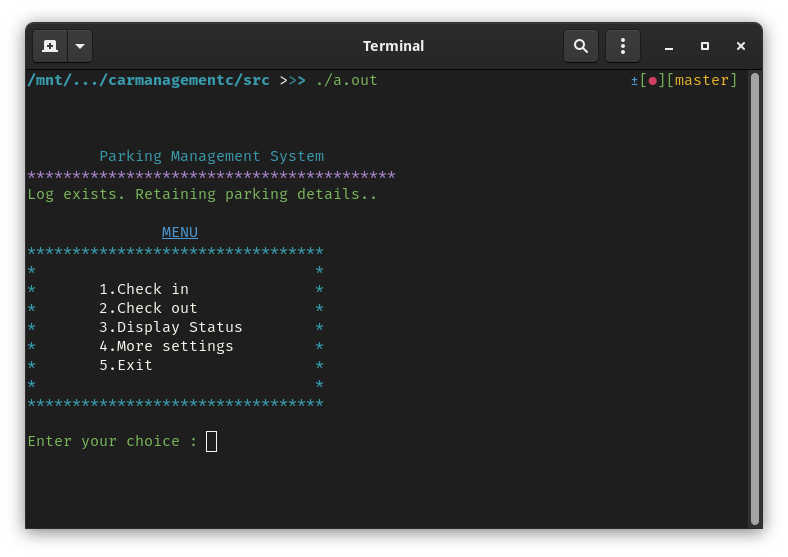 Terminal
/mnt/.../carmanagementc/src >>> ./a.out ±[●][master]
Parking Management System
*****************************************
Log exists. Retaining parking details..
MENU
*********************************
* *
* 1.Check in *
* 2.Check out *
* 3.Display Status *
* 4.More settings *
* 5.Exit *
* *
*********************************
Enter your choice :